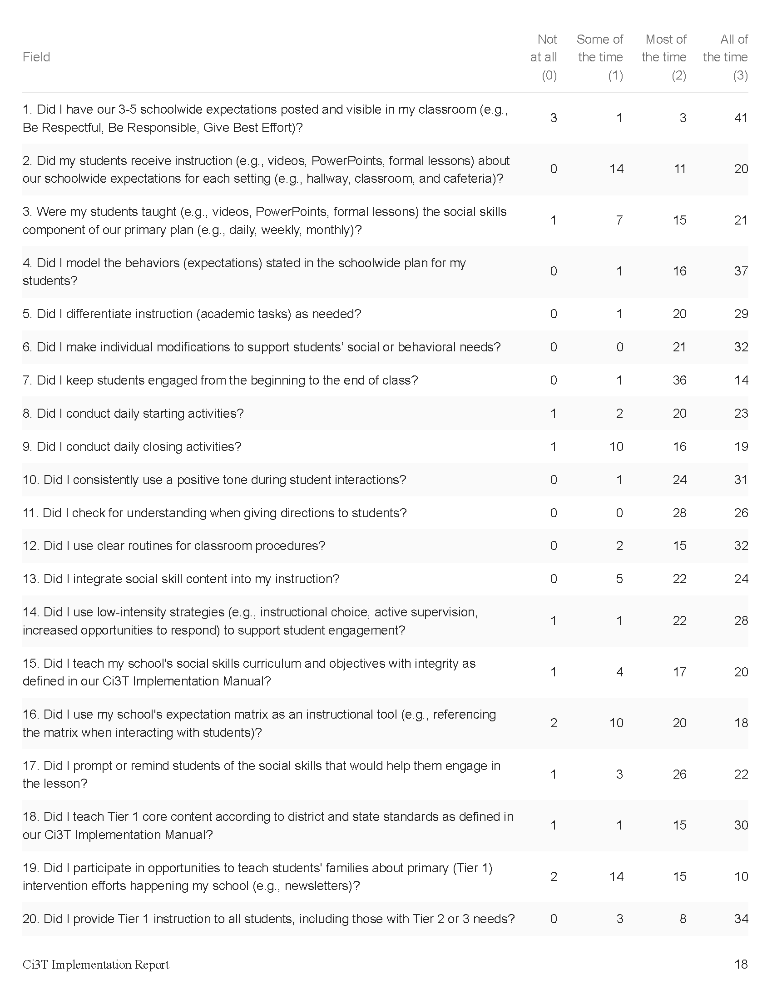 Field
Not at all (0)
Some of the time (1)
Most of the time (2)
All of the time (3)
1. Did I have our 3-5 schoolwide expectations posted and visible in my classroom (e.g.,
Be Respectful, Be Responsible, Give Best Effort)?
3 1 3 41
2. Did my students receive instruction (e.g., videos, PowerPoints, formal lessons) about
our schoolwide expectations for each setting (e.g., hallway, classroom, and cafeteria)?
0 14 11 20
3. Were my students taught (e.g., videos, PowerPoints, formal lessons) the social skills
component of our primary plan (e.g., daily, weekly, monthly)?
1 7 15 21
4. Did I model the behaviors (expectations) stated in the schoolwide plan for my
students?
0 1 16 37
5. Did I differentiate instruction (academic tasks) as needed? 0 1 20 29
6. Did I make individual modifications to support students’ social or behavioral needs? 0 0 21 32
7. Did I keep students engaged from the beginning to the end of class? 0 1 36 14
8. Did I conduct daily starting activities? 1 2 20 23
9. Did I conduct daily closing activities? 1 10 16 19
10. Did I consistently use a positive tone during student interactions? 0 1 24 31
11. Did I check for understanding when giving directions to students? 0 0 28 26
12. Did I use clear routines for classroom procedures? 0 2 15 32
13. Did I integrate social skill content into my instruction? 0 5 22 24
14. Did I use low-intensity strategies (e.g., instructional choice, active supervision,
increased opportunities to respond) to support student engagement?
1 1 22 28
15. Did I teach my school's social skills curriculum and objectives with integrity as
defined in our Ci3T Implementation Manual?
1 4 17 20
16. Did I use my school's expectation matrix as an instructional tool (e.g., referencing
the matrix when interacting with students)?
2 10 20 18
17. Did I prompt or remind students of the social skills that would help them engage in
the lesson?
1 3 26 22
18. Did I teach Tier 1 core content according to district and state standards as defined in
our Ci3T Implementation Manual?
1 1 15 30
19. Did I participate in opportunities to teach students' families about primary (Tier 1)
intervention efforts happening my school (e.g., newsletters)?
2 14 15 10
20. Did I provide Tier 1 instruction to all students, including those with Tier 2 or 3 needs? 0 3 8 34
Ci3T Implementation Report 18